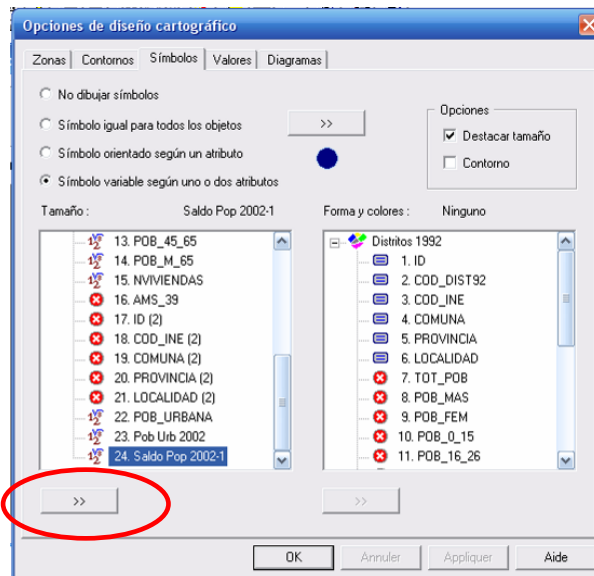 Opciones de diseño cartográfico
Zonas Contornos Símbolos Valores Diagramas
No dibujar símbolos
Símbolo igual para todos los objetos >>
Símbolo orientado según un atributo
Símbolo variable según uno o dos atributos
Opciones
Destacar tamaño
Contorno
Tamaño : Saldo Pop 2002-1
13. POB_45_65
14. POB_M_65
15. NVIVIENDAS
16. AMS_39
17. ID (2)
18. COD_INE (2)
19. COMUNA (2)
20. PROVINCIA (2)
21. LOCALIDAD (2)
22. POB_URBANA
23. Pob Urb 2002
24. Saldo Pop 2002-1
>>
Forma y colores : Ninguno
Distritos 1992
1. ID
2. COD_DIST92
3. COD_INE
4. COMUNA
5. PROVINCIA
6. LOCALIDAD
7. TOT_POB
8. POB_MAS
9. POB_FEM
10. POB_0_15
11. POB_16_26
>>
OK Annuler Appliquer Aide